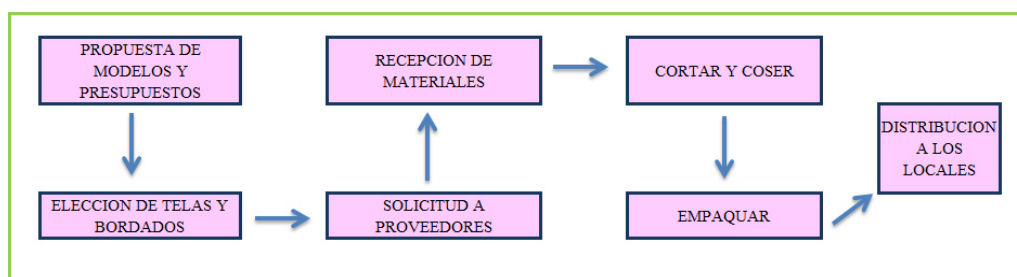 PROPUESTA DE
MODELOS Y
PRESUPUESTOS
ELECCION DE TELAS Y
BORDADOS
SOLICITUD A
PROVEEDORES
RECEPCION DE
MATERIALES
CORTAR Y COSER
EMPAQUAR
DISTRIBUCION
A LOS
LOCALES